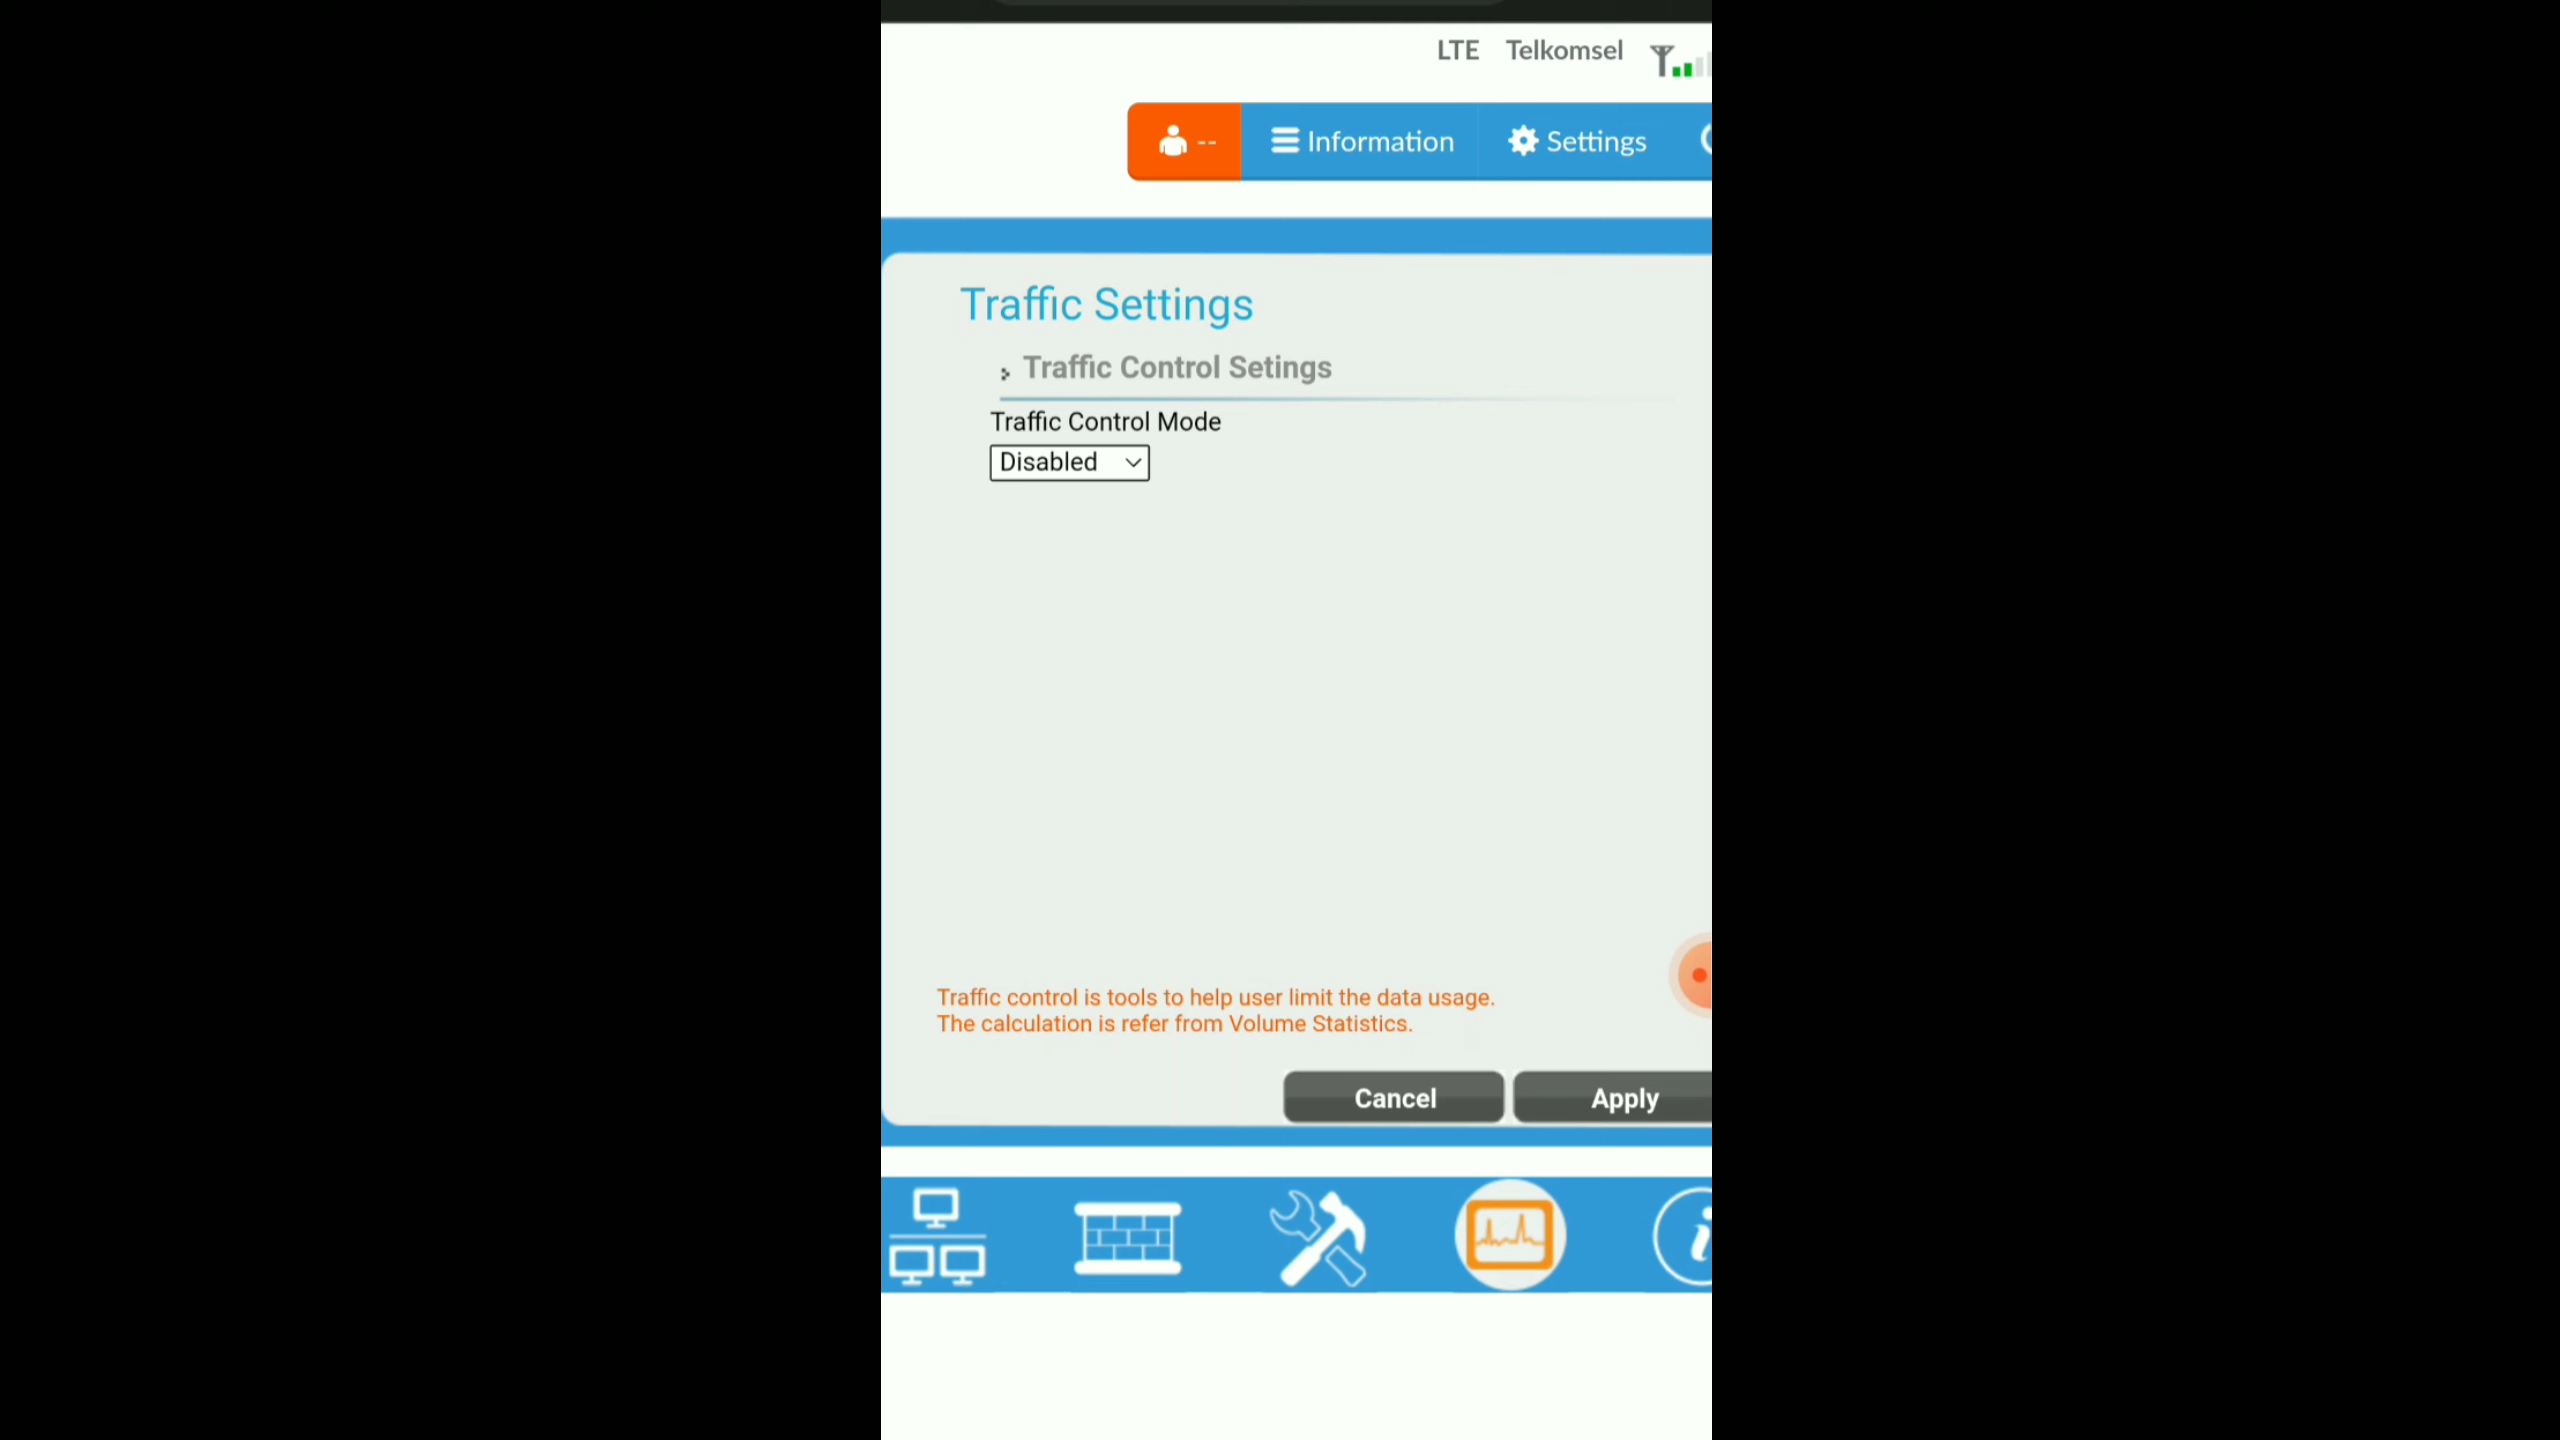 LTE Telkomsel
-- Information Settings
Traffic Settings
Traffic Control Setings
Traffic Control Mode
Disabled
Traffic control is tools to help user limit the data usage.
The calculation is refer from Volume Statistics.
Cancel Apply